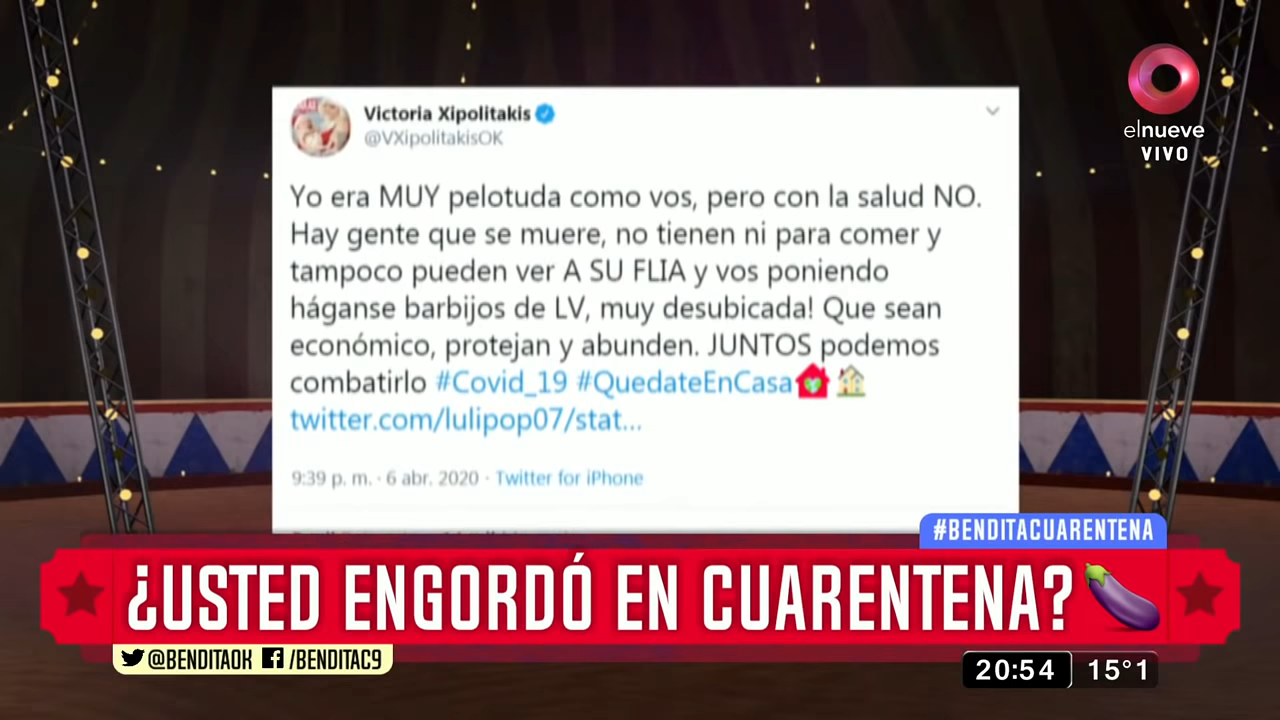 Victoria Xipolitakis
@VXipolitakisOK
elnueve
VIVO
Yo era MUY pelotuda como vos, pero con la salud NO.
Hay gente que se muere, no tienen ni para comer y
tampoco pueden ver A SU FLIA y vos poniendo
háganse barbijos de LV, muy desubicada! Que sean
económico, protejan y abunden. JUNTOS podemos
combatirlo #Covid_19 #QuedateEnCasa
twitter.com/lulipop07/stat...
9:39 p. m. · 6 abr. 2020 · Twitter for iPhone
#BENDITACUARENTENA
¿USTED ENGORDÓ EN CUARENTENA?
@BENDITAOK /BENDITAC9
20:54 15°1